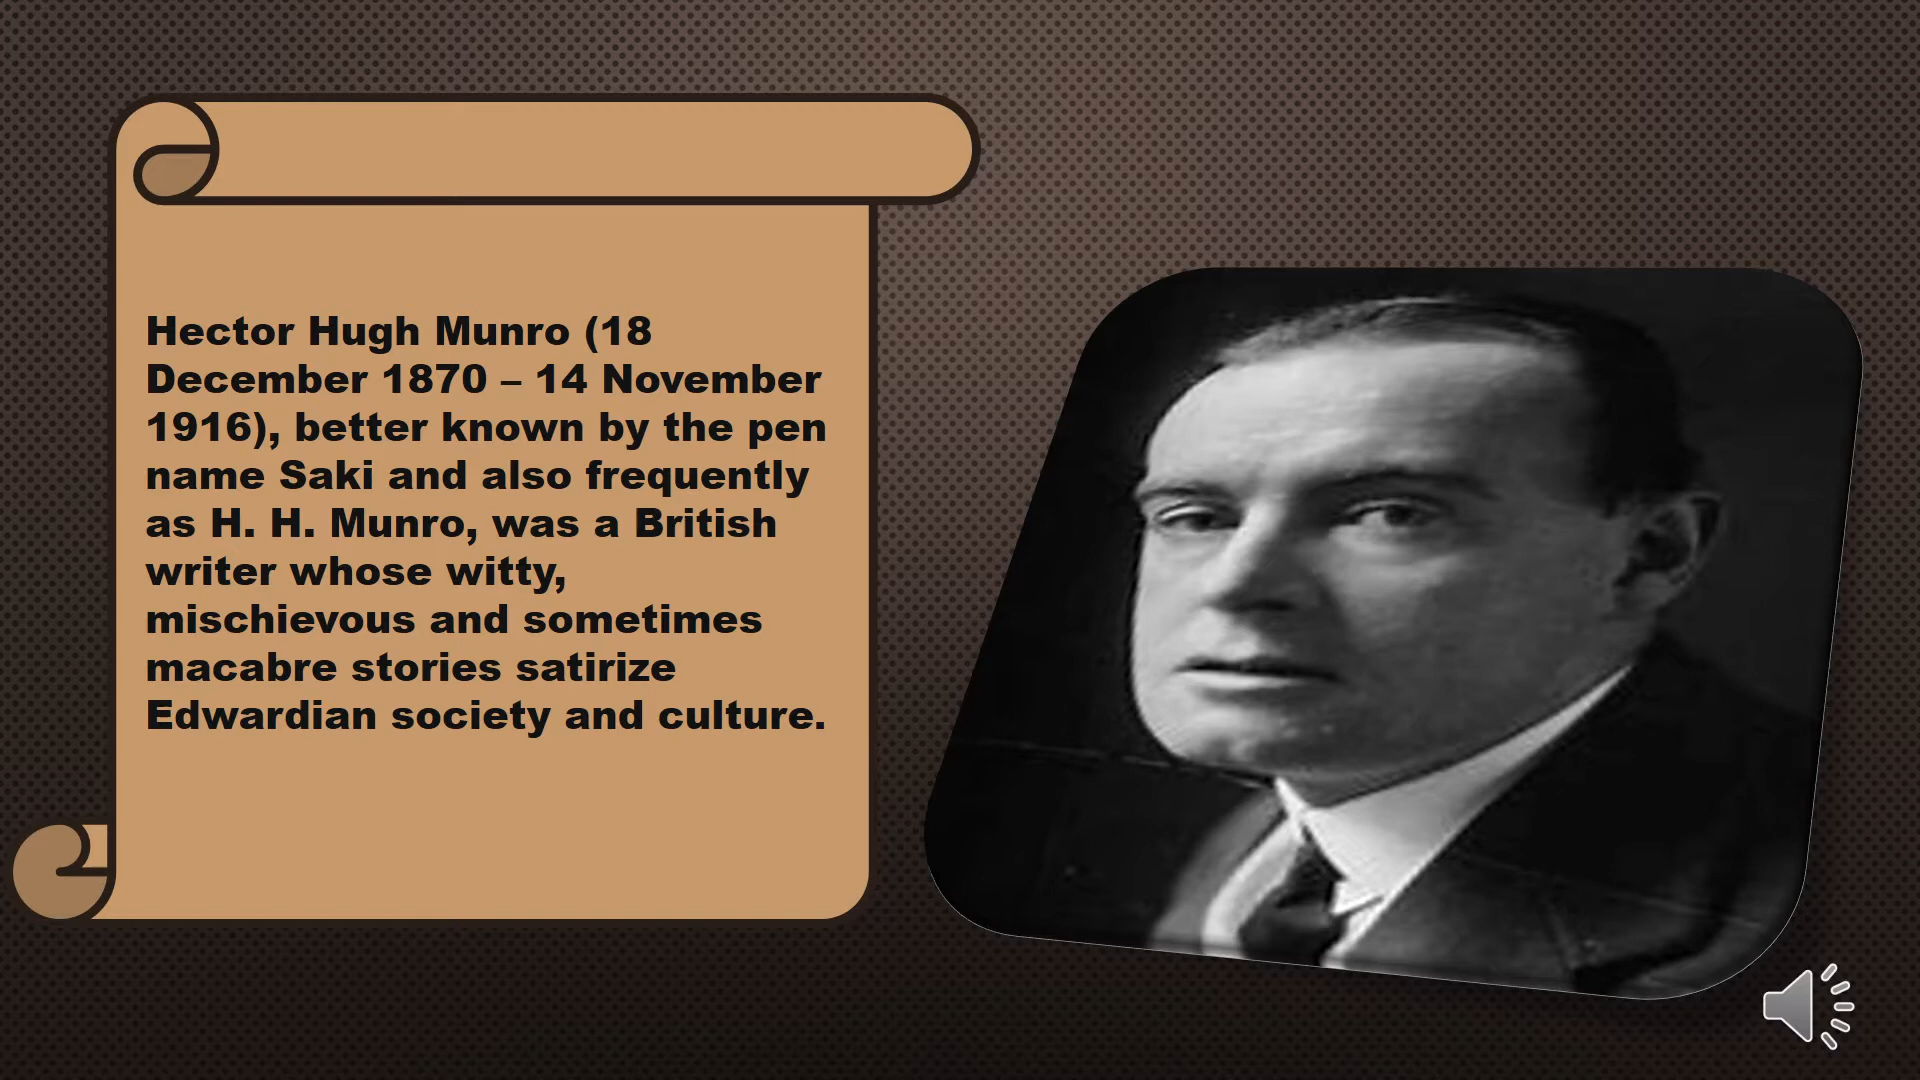 Hector Hugh Munro (18
December 1870 – 14 November
1916), better known by the pen
name Saki and also frequently
as H. H. Munro, was a British
writer whose witty,
mischievous and sometimes
macabre stories satirize
Edwardian society and culture.